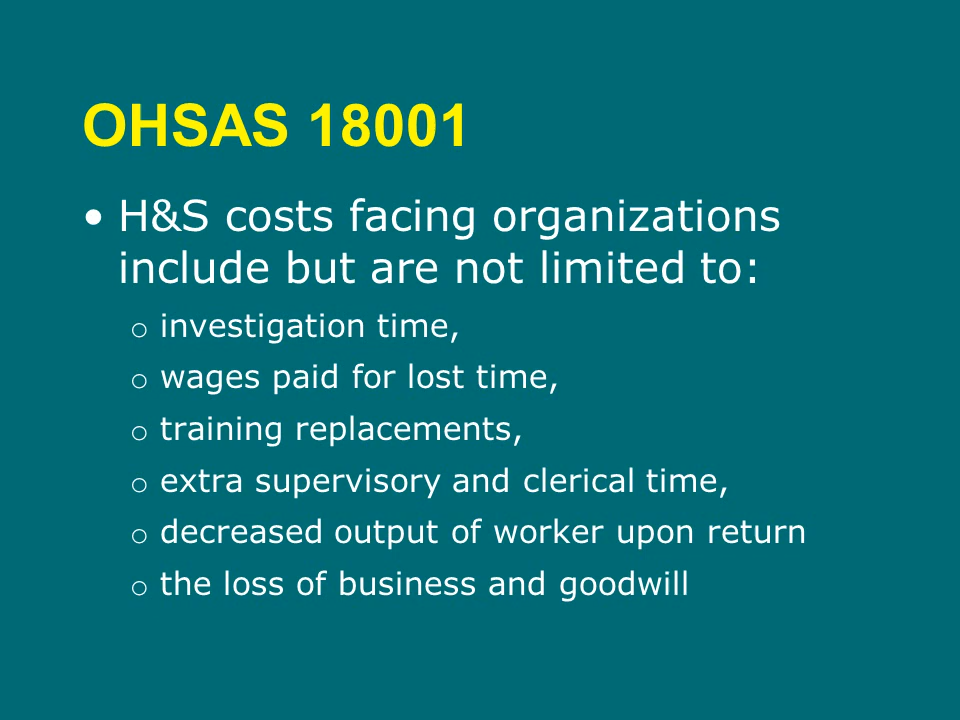 OHSAS 18001
• H&S costs facing organizations
include but are not limited to:
o investigation time,
o wages paid for lost time,
o training replacements,
o extra supervisory and clerical time,
o decreased output of worker upon return
o the loss of business and goodwill